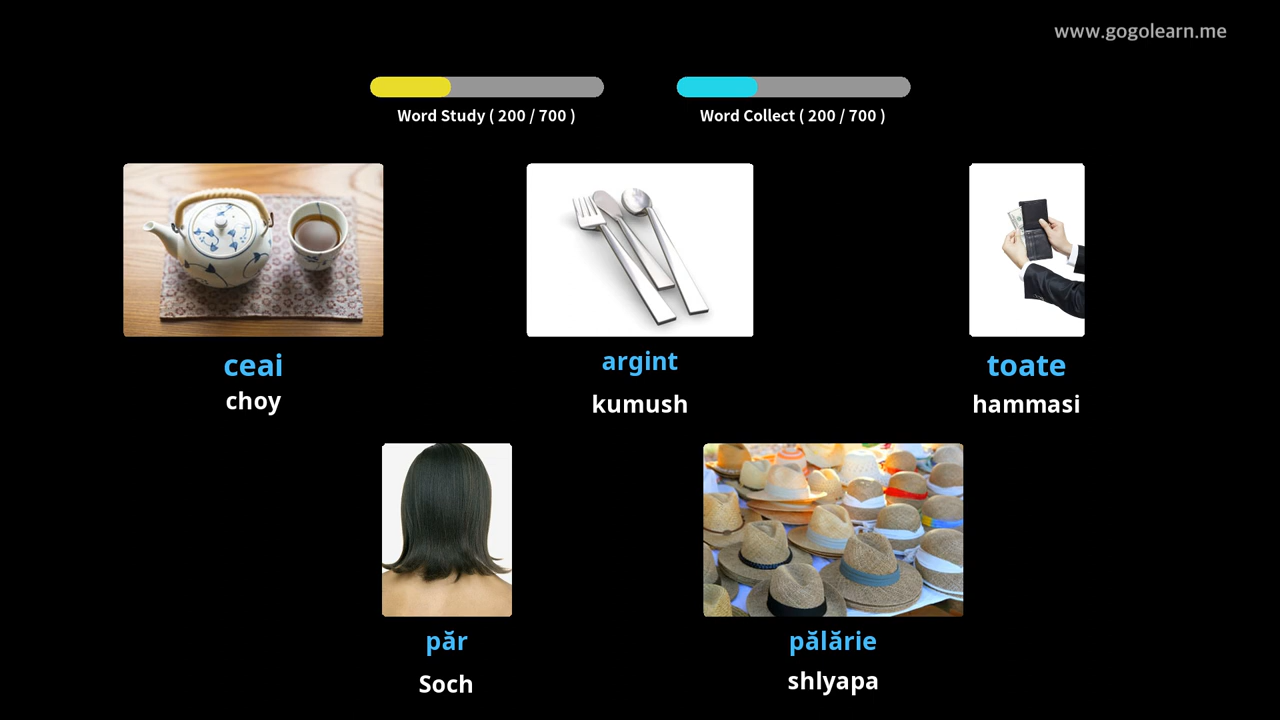 www.gogolearn.me
Word Study ( 200 / 700 )
Word Collect ( 200 / 700 )
ceai
choy
argint
kumush
toate
hammasi
păr
Soch
pălărie
shlyapa